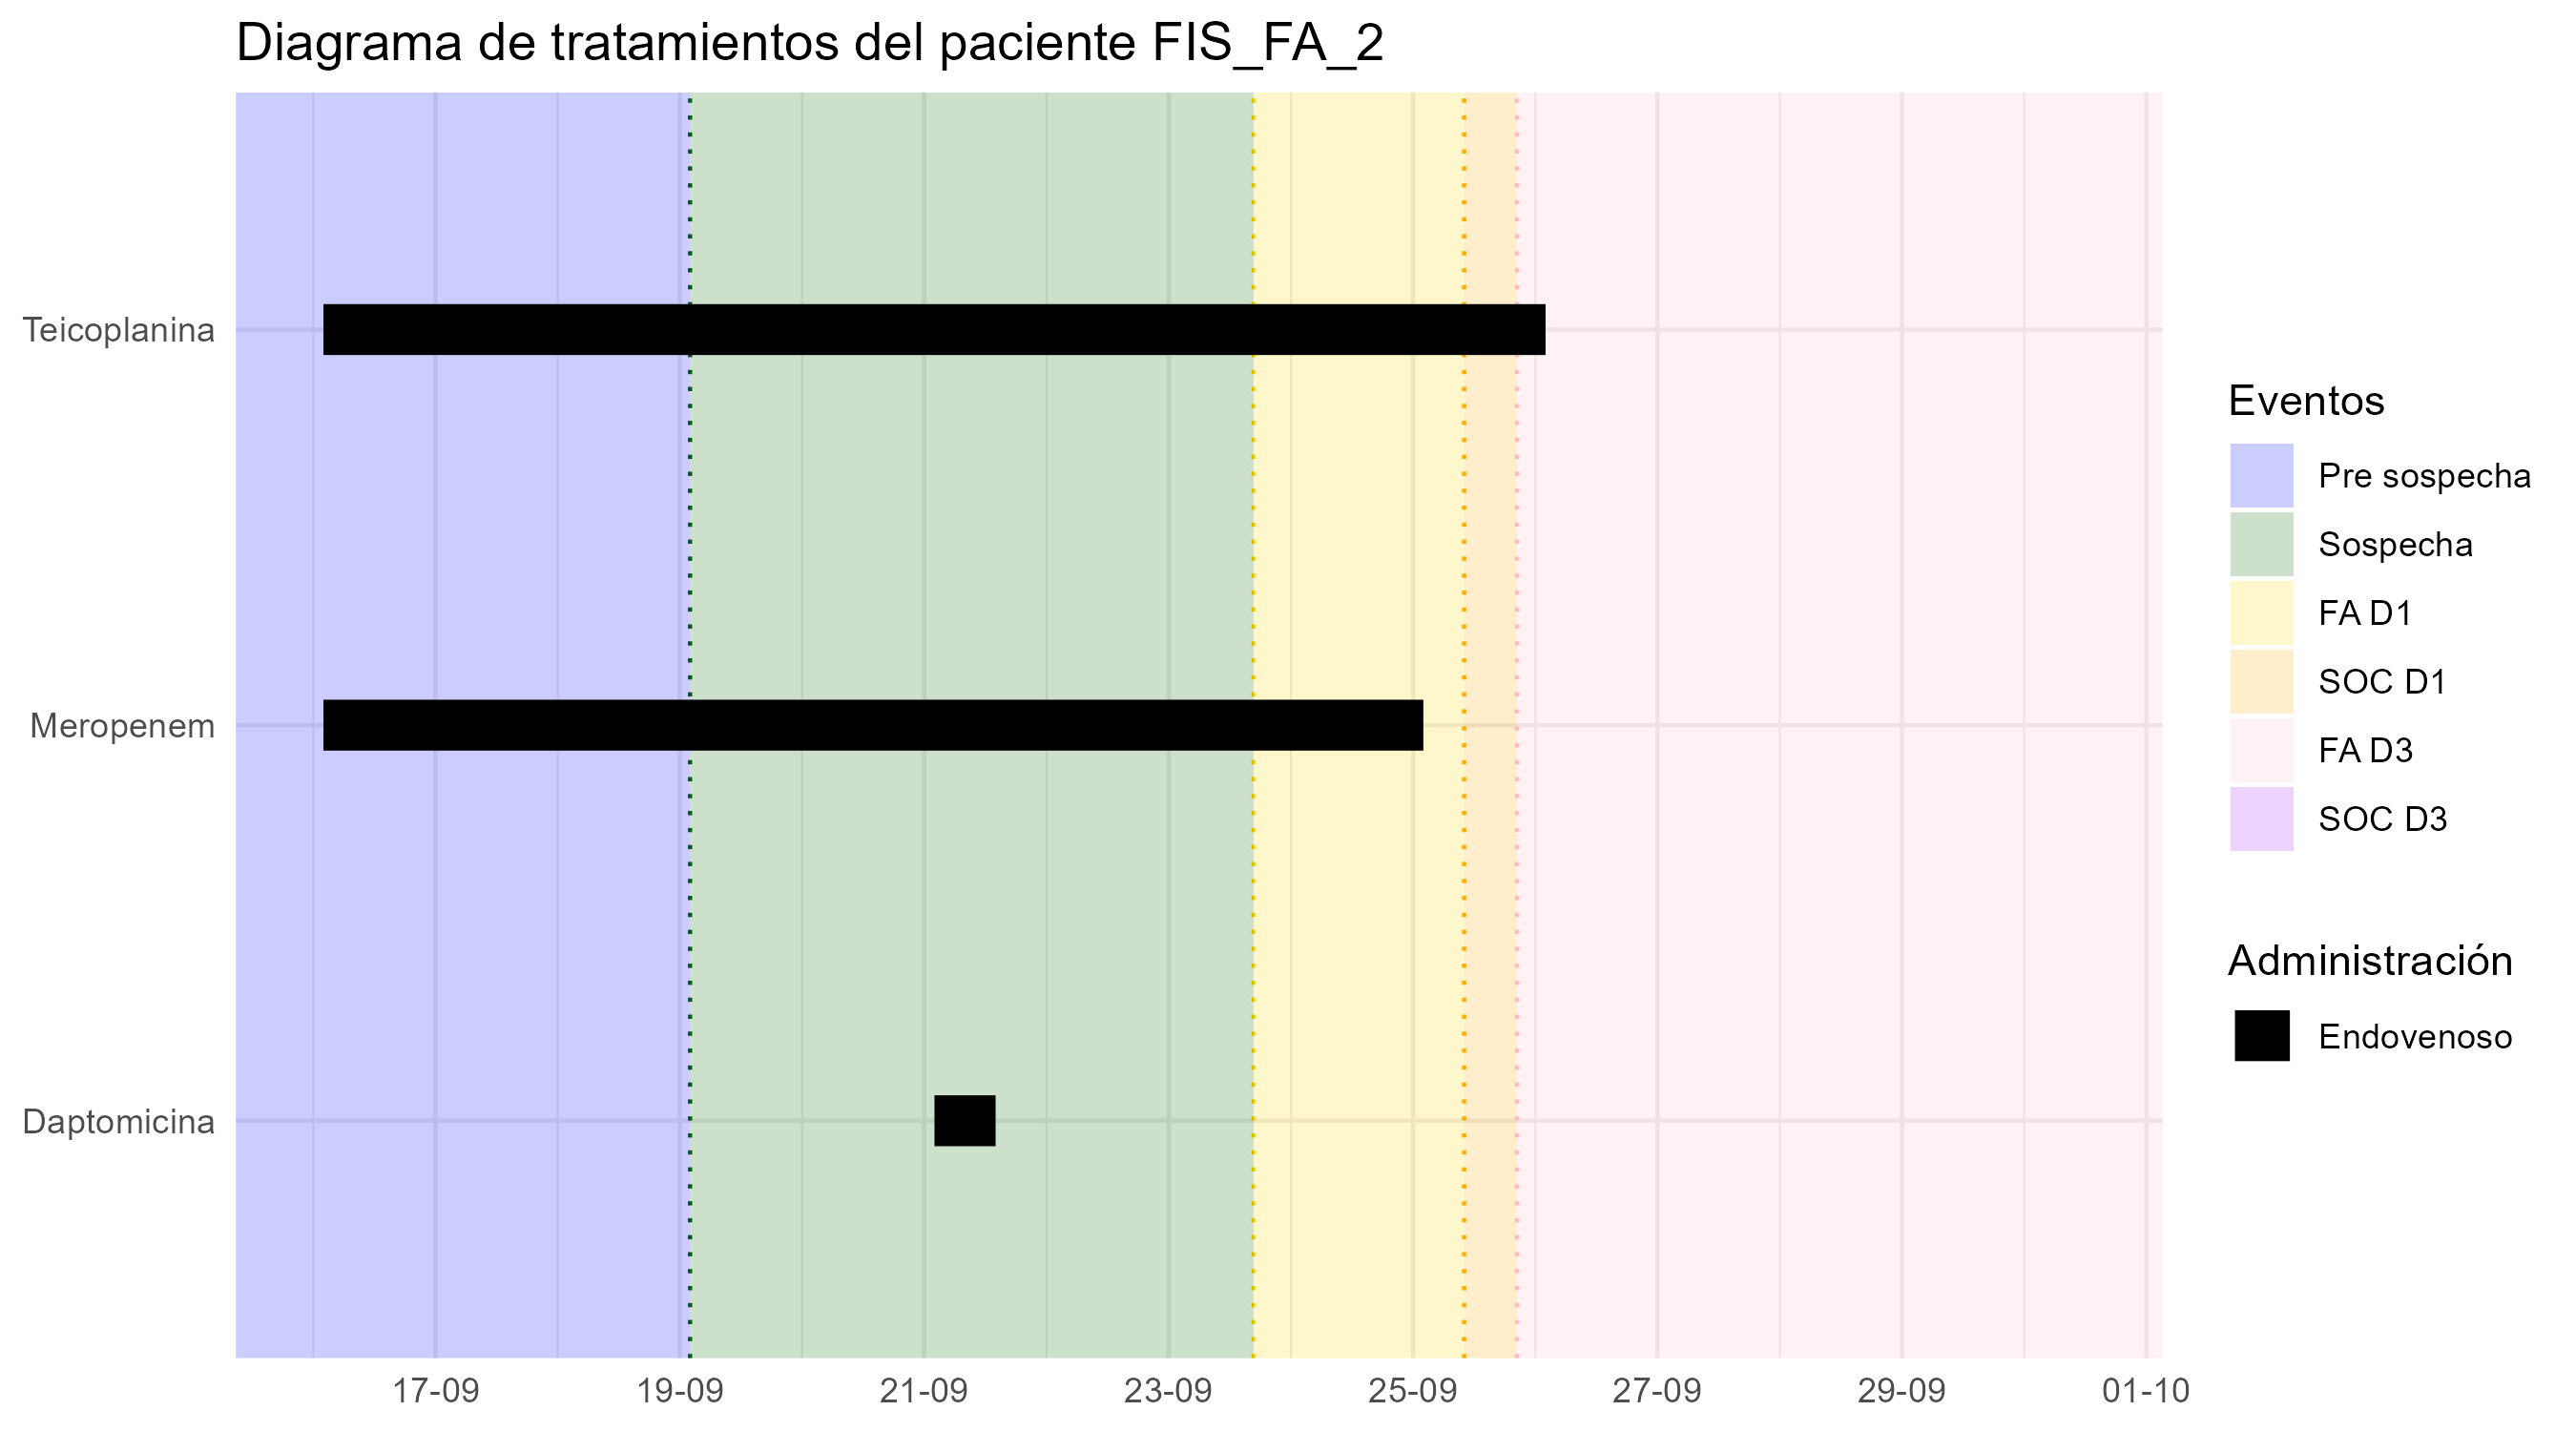 Diagrama de tratamientos del paciente FIS_FA_2
Teicoplanina
Meropenem
Daptomicina
17-09
19-09
21-09
23-09
25-09
27-09
29-09
01-10
Eventos
Pre sospecha
Sospecha
FA D1
SOC D1
FA D3
SOC D3
Administración
Endovenoso